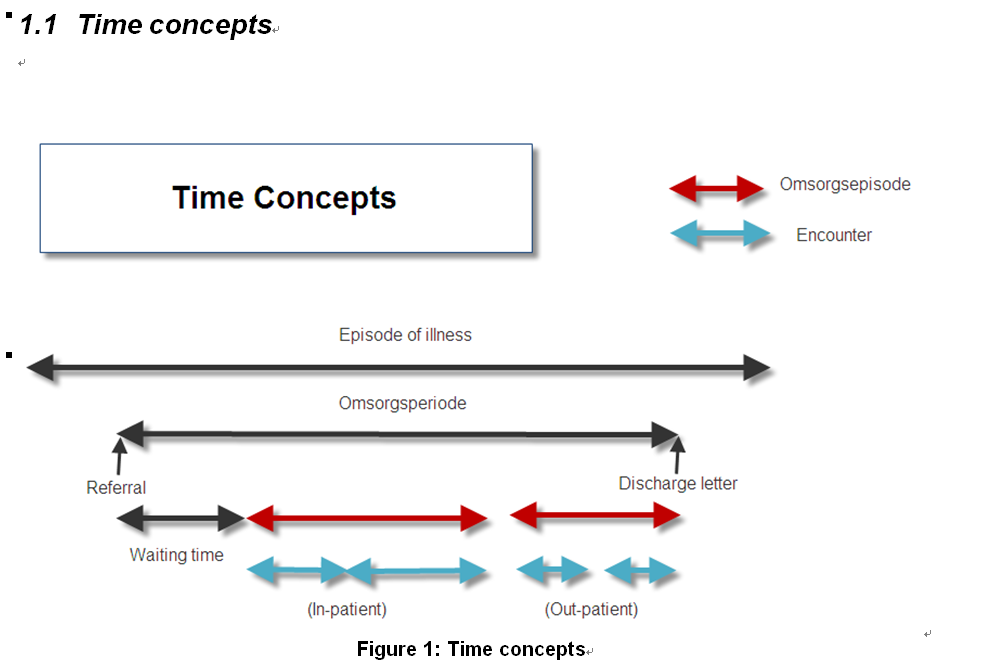 1.1 Time concepts
Time Concepts
Omsorgsepisode
Encounter
Episode of illness
Omsorgsperiode
Referral
Discharge letter
Waiting time
(In-patient)
(Out-patient)
Figure 1: Time concepts